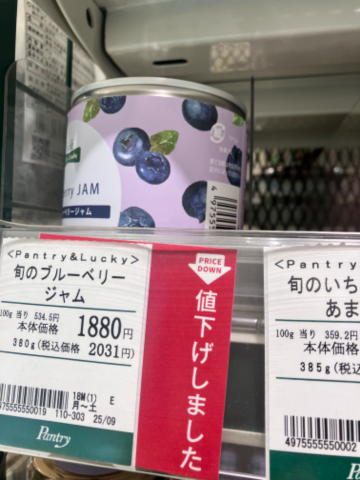 rry JAM
ベリージャム
<Pantry&Lucky>
旬のブルーベリー
ジャム
100g 当り 534.5円
本体価格 1880円
380g(税込価格 2031円)
18M(1) E
月~土
4975555550019 110-303 25/09
Pantry
PRICE
DOWN
値下げしました
<Pantry
旬のいち
あま
100g 当り 359.2円
本体価格
385g(税込
4975555550002
Pa